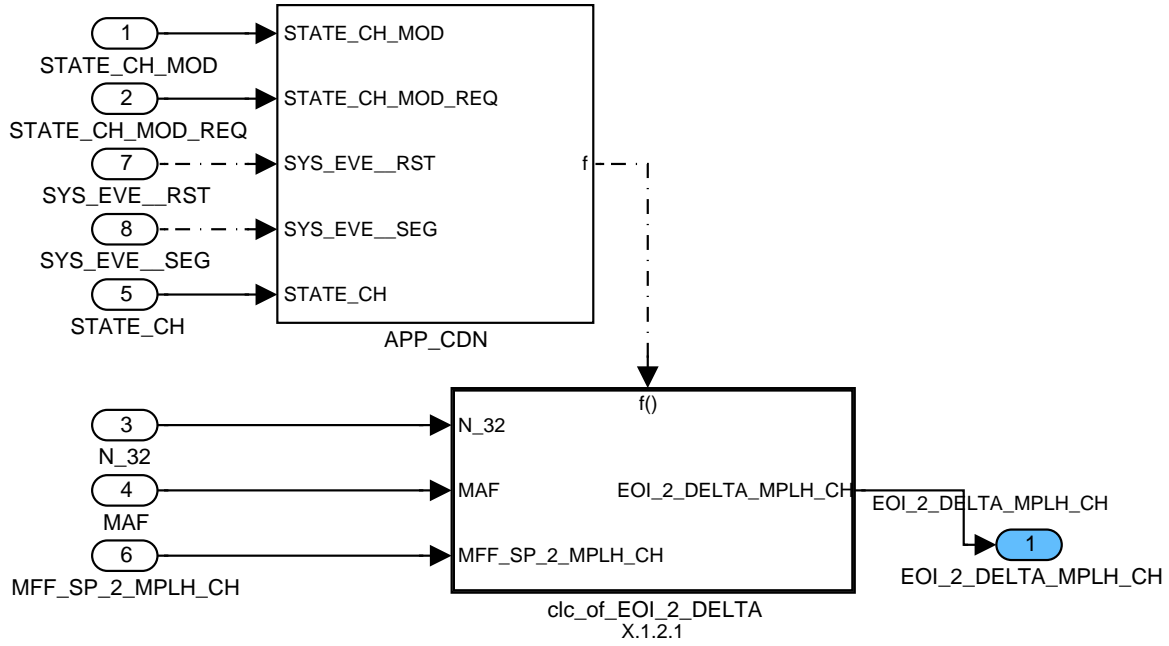 1
STATE_CH_MOD
STATE_CH_MOD
2
STATE_CH_MOD_REQ
STATE_CH_MOD_REQ
7
SYS_EVE__RST
f
SYS_EVE__RST
8
SYS_EVE__SEG
SYS_EVE__SEG
5
STATE_CH
STATE_CH
APP_CDN
f()
3
N_32
N_32
4
MAF
EOI_2_DELTA_MPLH_CH
EOI_2_DELTA_MPLH_CH
MAF
6
MFF_SP_2_MPLH_CH
1
EOI_2_DELTA_MPLH_CH
MFF_SP_2_MPLH_CH
clc_of_EOI_2_DELTA
X.1.2.1